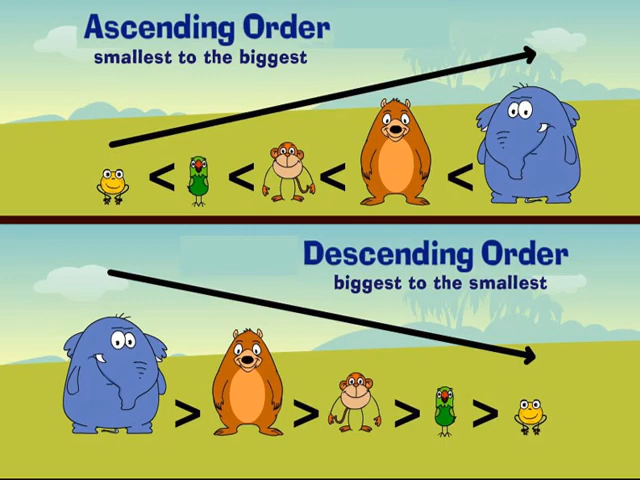 Ascending Order
smallest to the biggest
< < < <
Descending Order
biggest to the smallest
> > > >